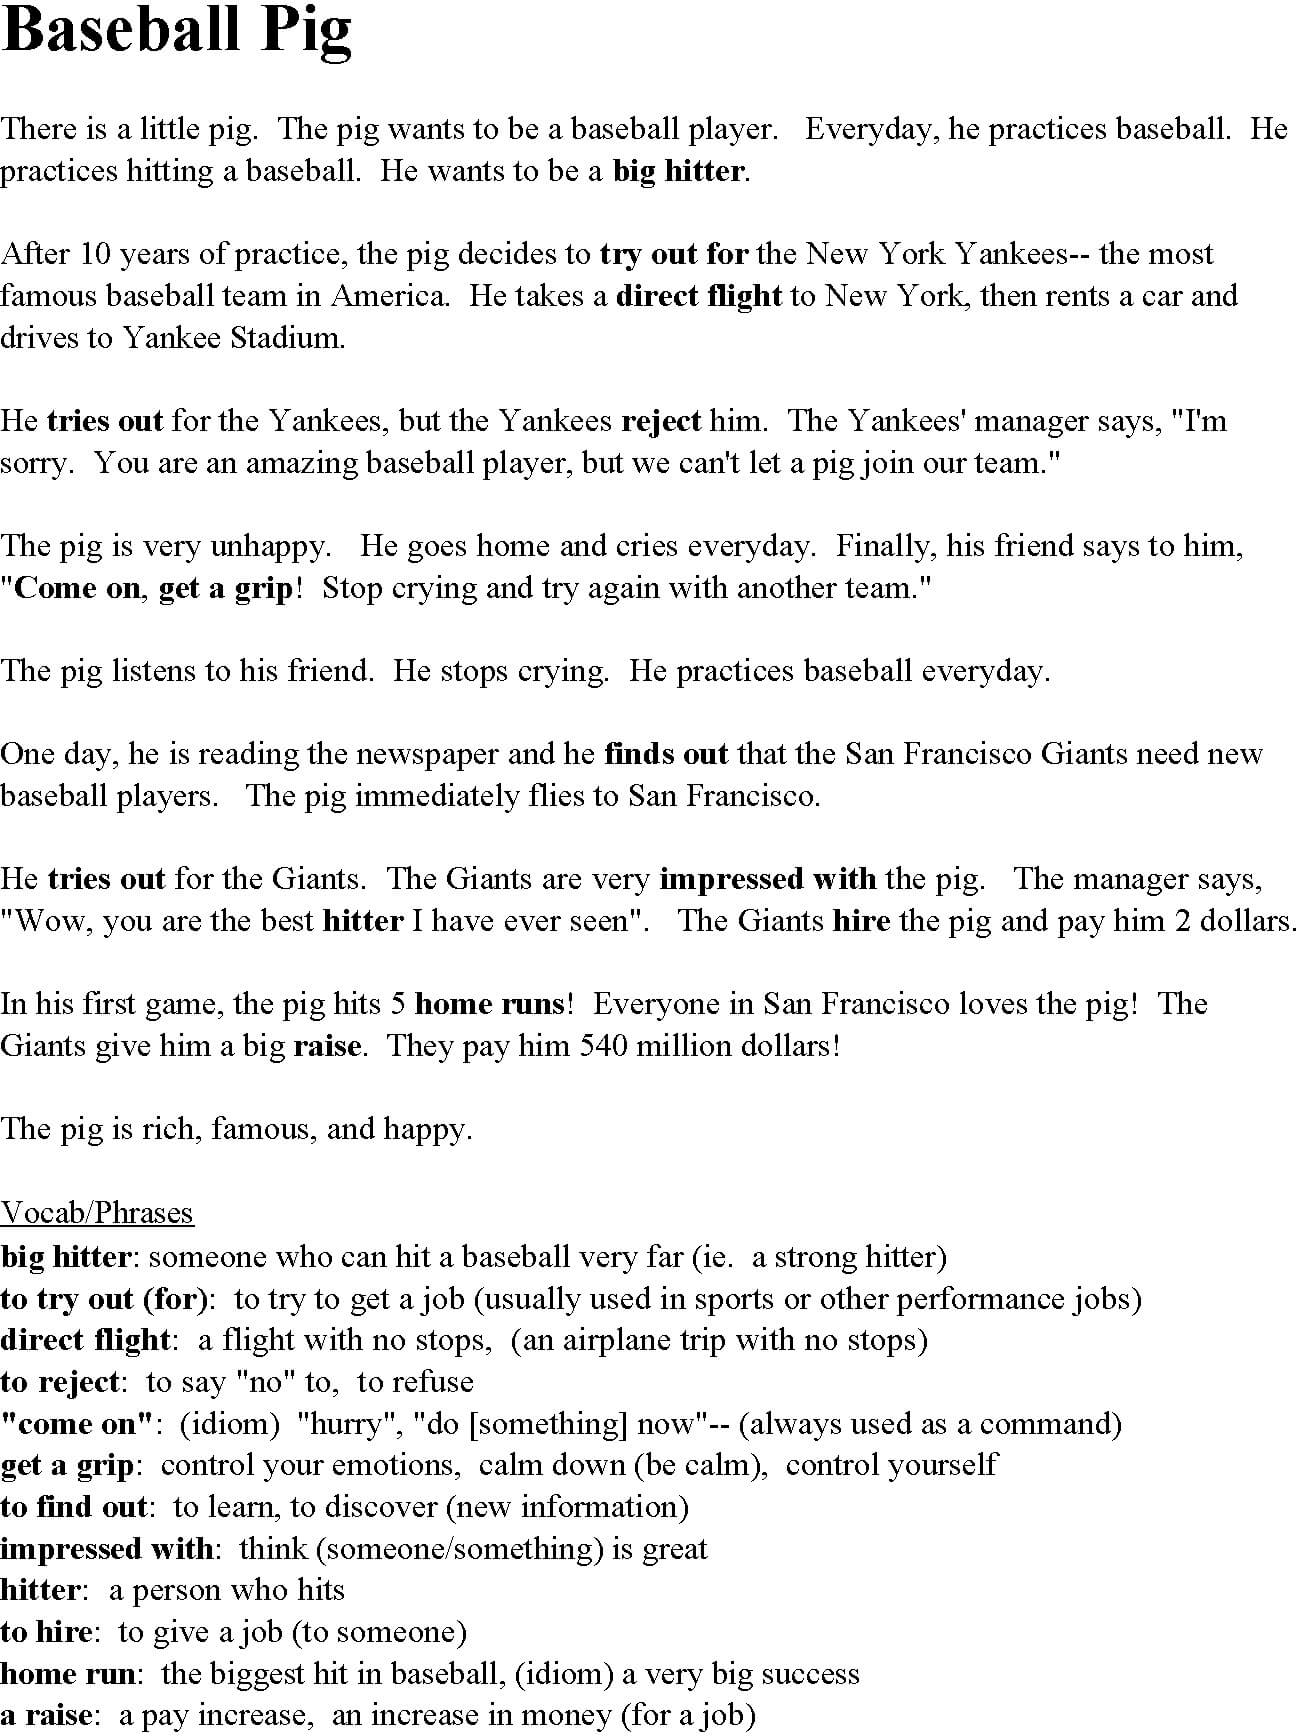 Baseball Pig
There is a little pig.  The pig wants to be a baseball player.   Everyday, he practices baseball.  He
practices hitting a baseball.  He wants to be a big hitter.
After 10 years of practice, the pig decides to try out for the New York Yankees-- the most
famous baseball team in America.  He takes a direct flight to New York, then rents a car and
drives to Yankee Stadium.
He tries out for the Yankees, but the Yankees reject him.  The Yankees' manager says, "I'm
sorry.  You are an amazing baseball player, but we can't let a pig join our team."
The pig is very unhappy.   He goes home and cries everyday.  Finally, his friend says to him,
"Come on, get a grip!  Stop crying and try again with another team."
The pig listens to his friend.  He stops crying.  He practices baseball everyday.
One day, he is reading the newspaper and he finds out that the San Francisco Giants need new
baseball players.   The pig immediately flies to San Francisco.
He tries out for the Giants.  The Giants are very impressed with the pig.   The manager says,
"Wow, you are the best hitter I have ever seen".   The Giants hire the pig and pay him 2 dollars.
In his first game, the pig hits 5 home runs!  Everyone in San Francisco loves the pig!  The
Giants give him a big raise.  They pay him 540 million dollars!
The pig is rich, famous, and happy.
Vocab/Phrases
big hitter: someone who can hit a baseball very far (ie.  a strong hitter)
to try out (for):  to try to get a job (usually used in sports or other performance jobs)
direct flight:  a flight with no stops,  (an airplane trip with no stops)
to reject:  to say "no" to,  to refuse
"come on":  (idiom)  "hurry", "do [something] now"-- (always used as a command)
get a grip:  control your emotions,  calm down (be calm),  control yourself
to find out:  to learn, to discover (new information)
impressed with:  think (someone/something) is great
hitter:  a person who hits
to hire:  to give a job (to someone)
home run:  the biggest hit in baseball, (idiom) a very big success
a raise:  a pay increase,  an increase in money (for a job)